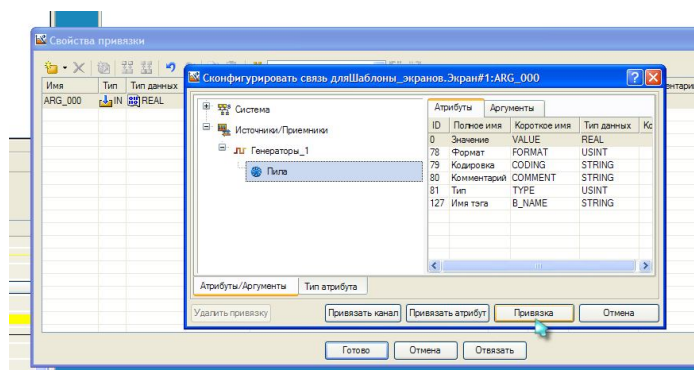 Свойства привязки
Имя Тип Тип данных
ARG_000 IN REAL
Сконфигурировать связь дляШаблоны_экранов.Экран#1:ARG_000
Система
Источники/Приемники
Генераторы_1
Пила
Атрибуты Аргументы
ID Полное имя Короткое имя Тип данных Кс
0 Значение VALUE REAL
78 Формат FORMAT USINT
79 Кодировка CODING STRING
80 Комментарий COMMENT STRING
81 Тип TYPE USINT
127 Имя тэга B_NAME STRING
Атрибуты/Аргументы Тип атрибута
Удалить привязку Привязать канал Привязать атрибут Привязка Отмена
Готово Отмена Отвязать